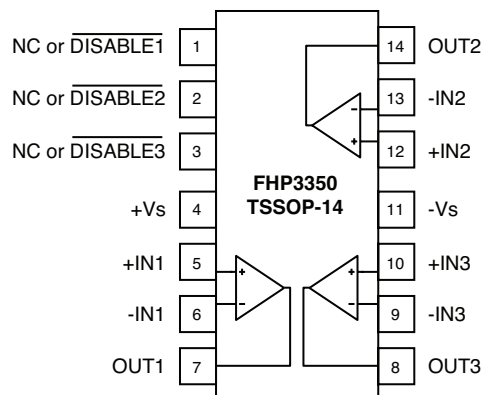 NC or DISABLE1 1
NC or DISABLE2 2
NC or DISABLE3 3
+Vs 4
+IN1 5
-IN1 6
OUT1 7
FHP3350
TSSOP-14
14 OUT2
13 -IN2
12 +IN2
11 -Vs
10 +IN3
9 -IN3
8 OUT3
- +
+ -
+ -